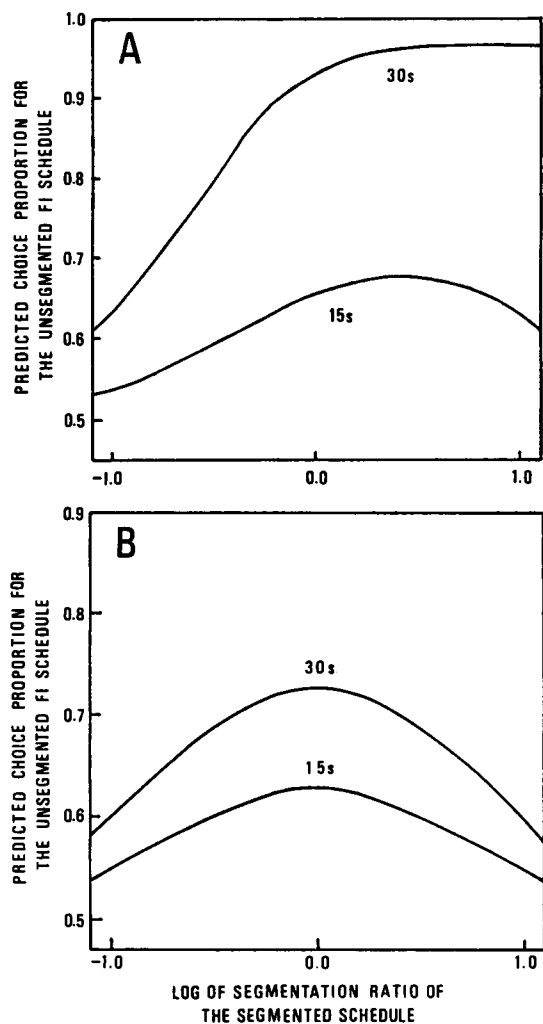 A
PREDICTED CHOICE PROPORTION FOR
THE UNSEGMENTED FI SCHEDULE
1.0
0.9
0.8
0.7
0.6
0.5
30s
15s
-1.0
0.0
1.0
B
PREDICTED CHOICE PROPORTION FOR
THE UNSEGMENTED FI SCHEDULE
0.9
0.8
0.7
0.6
0.5
30s
15s
-1.0
0.0
1.0
LOG OF SEGMENTATION RATIO OF
THE SEGMENTED SCHEDULE